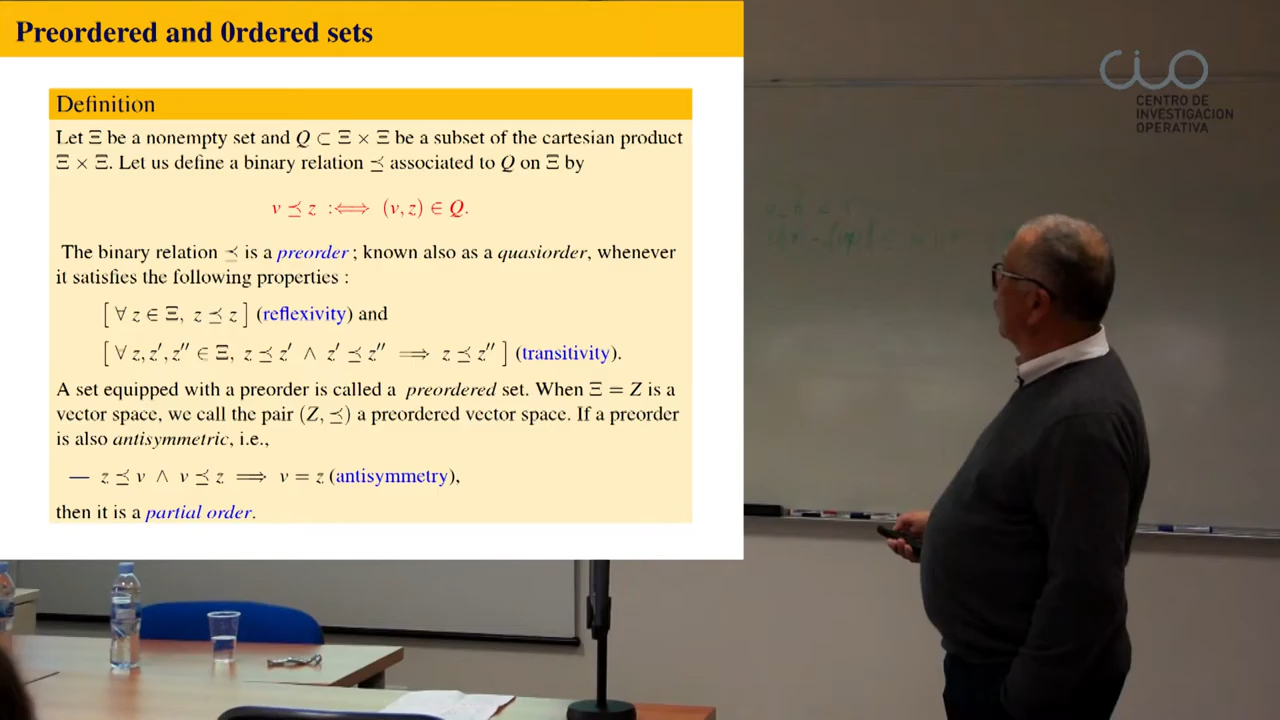 Preordered and 0rdered sets
Definition
Let Ξ be a nonempty set and Q ⊂ Ξ × Ξ be a subset of the cartesian product
Ξ × Ξ. Let us define a binary relation ⪯ associated to Q on Ξ by
v ⪯ z :⟺ (v, z) ∈ Q.
The binary relation ⪯ is a preorder ; known also as a quasiorder, whenever
it satisfies the following properties :
[ ∀ z ∈ Ξ, z ⪯ z ] (reflexivity) and
[ ∀ z, z′, z″ ∈ Ξ, z ⪯ z′ ∧ z′ ⪯ z″ ⟹ z ⪯ z″ ] (transitivity).
A set equipped with a preorder is called a preordered set. When Ξ = Z is a
vector space, we call the pair (Z, ⪯) a preordered vector space. If a preorder
is also antisymmetric, i.e.,
— z ⪯ v ∧ v ⪯ z ⟹ v = z (antisymmetry),
then it is a partial order.
cio
CENTRO DE
INVESTIGACION
OPERATIVA